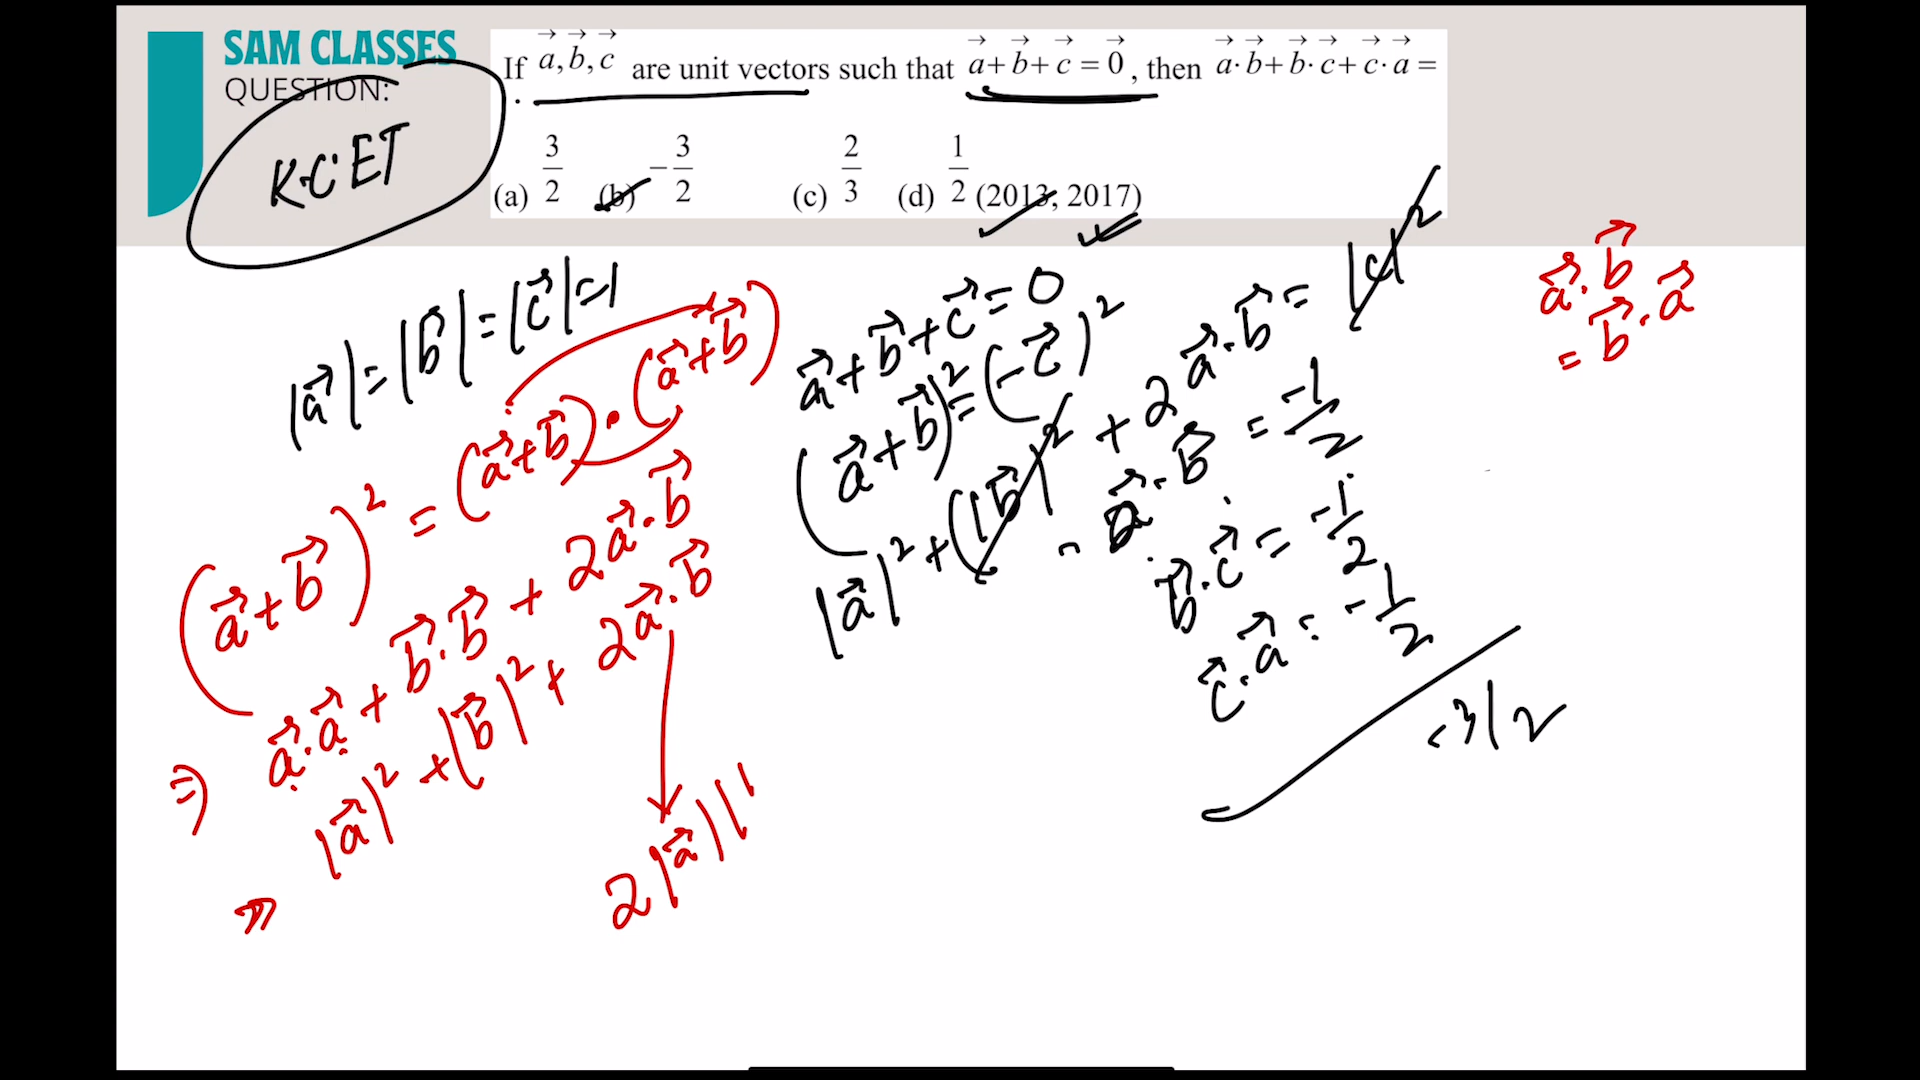 SAM CLASSES
QUESTION:
K.CET
If a⃗, b⃗, c⃗ are unit vectors such that a⃗ + b⃗ + c⃗ = 0⃗, then a⃗·b⃗ + b⃗·c⃗ + c⃗·a⃗ =
(a) 3/2 (b) -3/2 (c) 2/3 (d) 1/2 (2013, 2017)
|a⃗| = |b⃗| = |c⃗| = 1
(a⃗+b⃗)² = (a⃗+b⃗)·(a⃗+b⃗)
⇒ a⃗·a⃗ + b⃗·b⃗ + 2a⃗·b⃗
|a⃗|² + |b⃗|² + 2a⃗·b⃗
2|a⃗||
a⃗+b⃗+c⃗=0
(a⃗+b⃗)²=(-c⃗)²
|a⃗|² + |b⃗|² + 2a⃗·b⃗ = |c|²
a⃗·b⃗ = -1/2
b⃗·c⃗ = -1/2
c⃗·a⃗ = -1/2
-3/2
a⃗·b⃗
= b⃗·a⃗